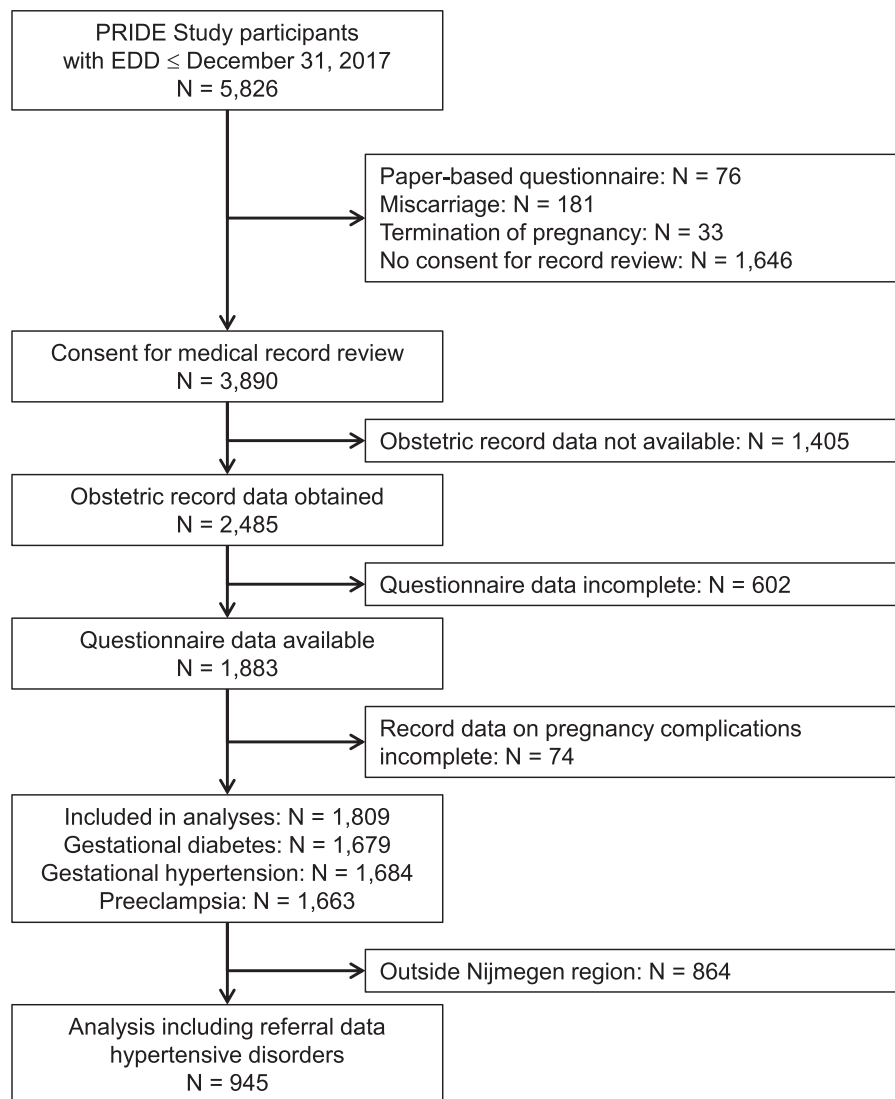 PRIDE Study participants
with EDD ≤ December 31, 2017
N = 5,826
Paper-based questionnaire: N = 76
Miscarriage: N = 181
Termination of pregnancy: N = 33
No consent for record review: N = 1,646
Consent for medical record review
N = 3,890
Obstetric record data not available: N = 1,405
Obstetric record data obtained
N = 2,485
Questionnaire data incomplete: N = 602
Questionnaire data available
N = 1,883
Record data on pregnancy complications
incomplete: N = 74
Included in analyses: N = 1,809
Gestational diabetes: N = 1,679
Gestational hypertension: N = 1,684
Preeclampsia: N = 1,663
Outside Nijmegen region: N = 864
Analysis including referral data
hypertensive disorders
N = 945